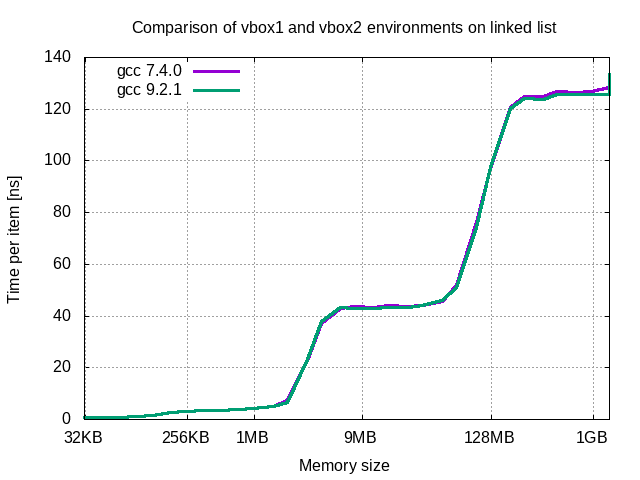 Comparison of vbox1 and vbox2 environments on linked list
140
120
100
80
60
40
20
0
gcc 7.4.0
gcc 9.2.1
Time per item [ns]
32KB 256KB 1MB 9MB 128MB 1GB
Memory size